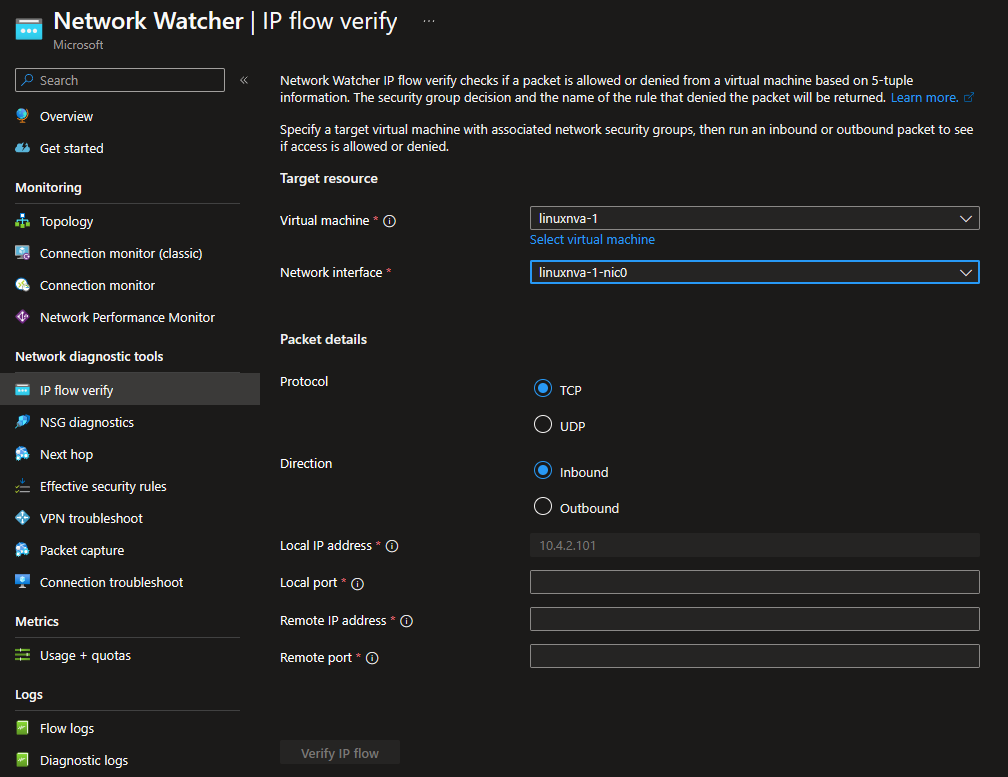 Network Watcher | IP flow verify ...
Microsoft
Search
«
Overview
Get started
Monitoring
Topology
Connection monitor (classic)
Connection monitor
Network Performance Monitor
Network diagnostic tools
IP flow verify
NSG diagnostics
Next hop
Effective security rules
VPN troubleshoot
Packet capture
Connection troubleshoot
Metrics
Usage + quotas
Logs
Flow logs
Diagnostic logs
Network Watcher IP flow verify checks if a packet is allowed or denied from a virtual machine based on 5-tuple
information. The security group decision and the name of the rule that denied the packet will be returned. Learn more.
Specify a target virtual machine with associated network security groups, then run an inbound or outbound packet to see
if access is allowed or denied.
Target resource
Virtual machine *
linuxnva-1
Select virtual machine
Network interface *
linuxnva-1-nic0
Packet details
Protocol
TCP
UDP
Direction
Inbound
Outbound
Local IP address *
10.4.2.101
Local port *
Remote IP address *
Remote port *
Verify IP flow